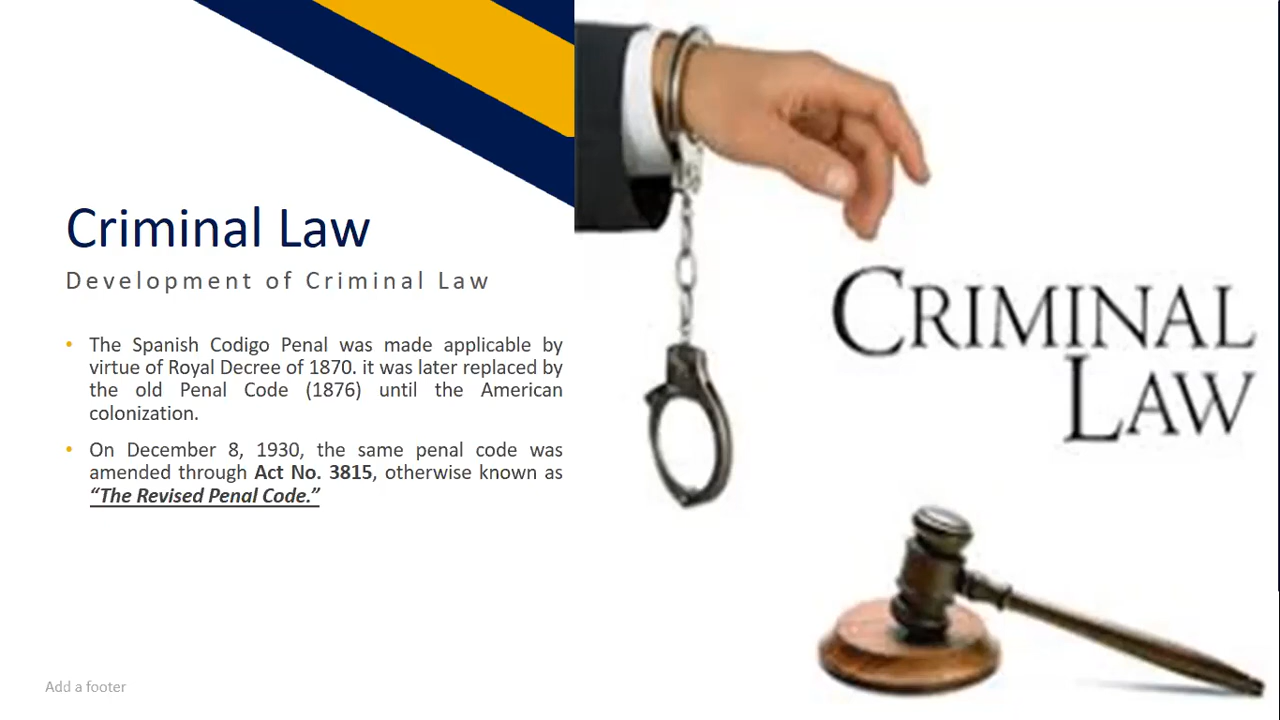 Criminal Law
Development of Criminal Law
• The Spanish Codigo Penal was made applicable by
virtue of Royal Decree of 1870. it was later replaced by
the old Penal Code (1876) until the American
colonization.
• On December 8, 1930, the same penal code was
amended through Act No. 3815, otherwise known as
“The Revised Penal Code.”
Add a footer
CRIMINAL
LAW